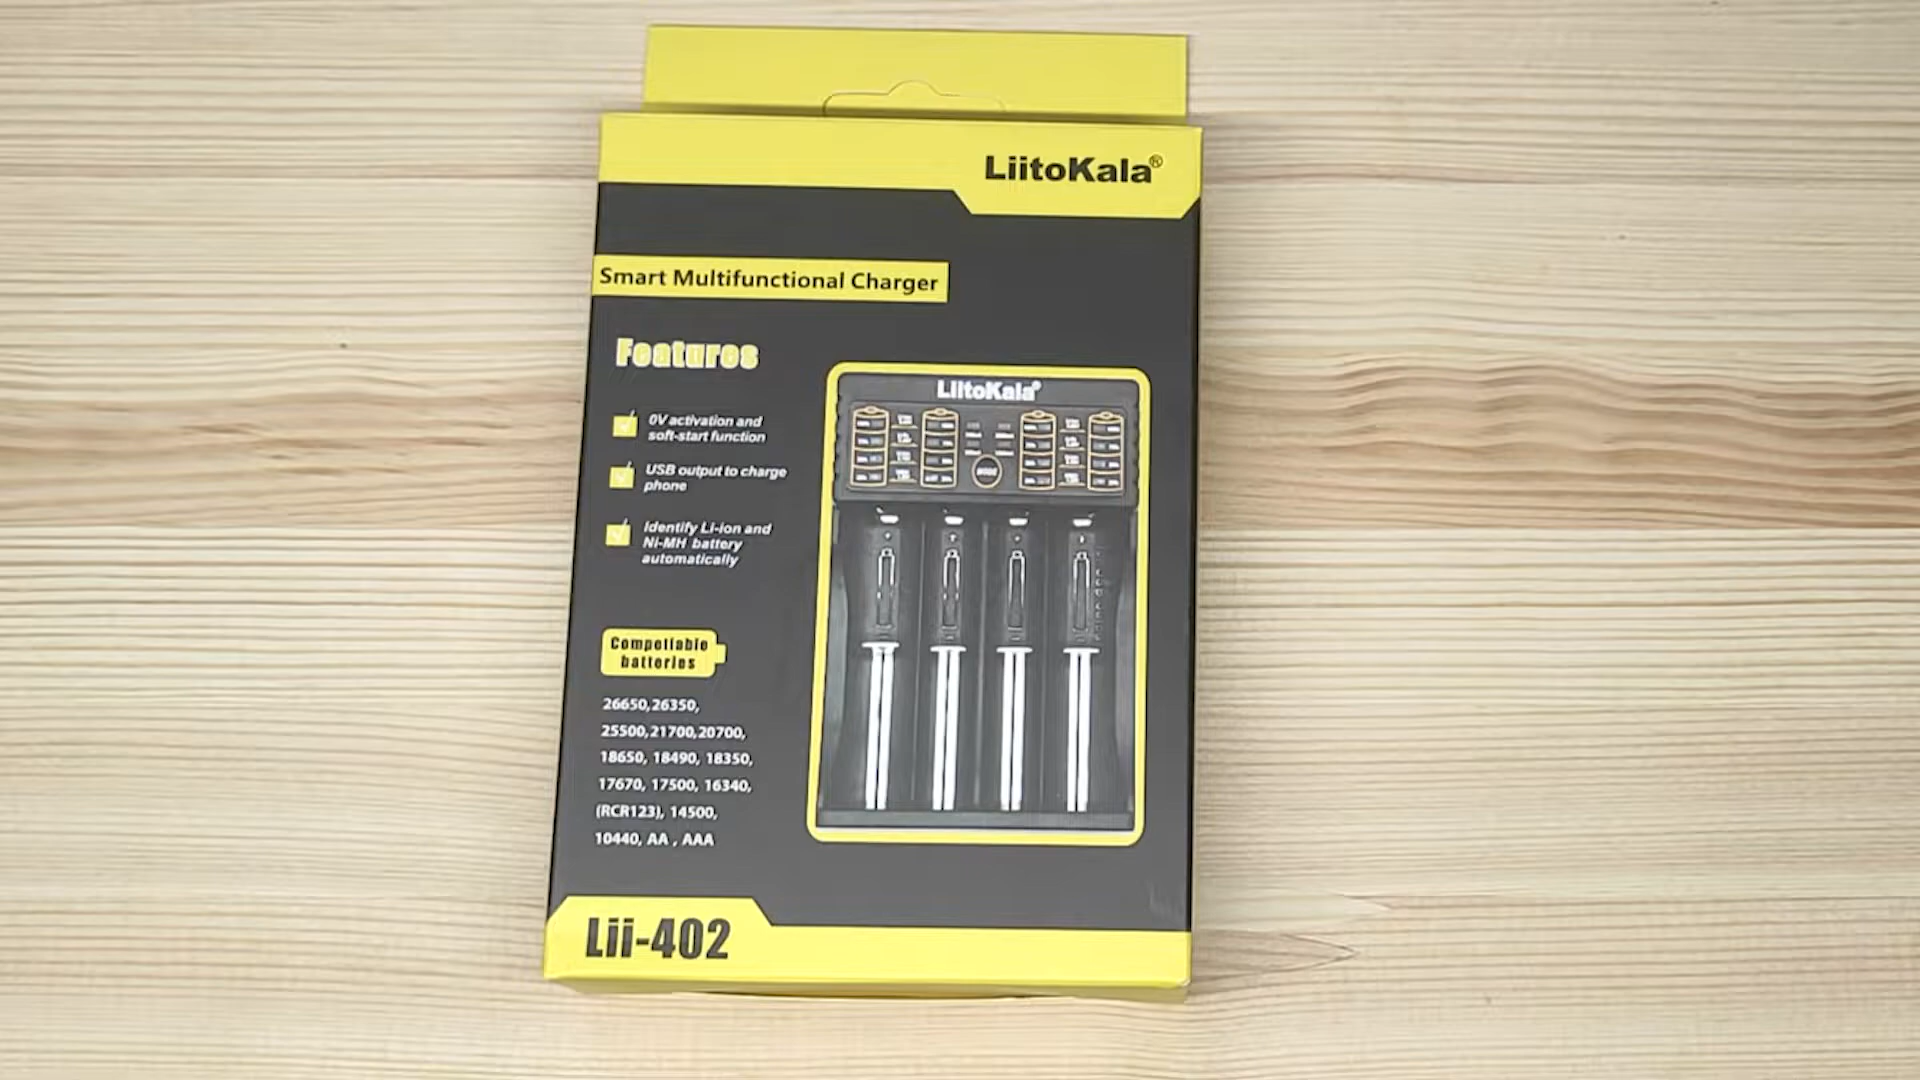 LiitoKala®
Smart Multifunctional Charger
Features
0V activation and
soft-start function
USB output to charge
phone
Identify Li-ion and
Ni-MH battery
automatically
LiitoKala®
MODE
Compotiable
batteries
26650,26350,
25500,21700,20700,
18650, 18490, 18350,
17670, 17500, 16340,
(RCR123), 14500,
10440, AA , AAA
Lii-402